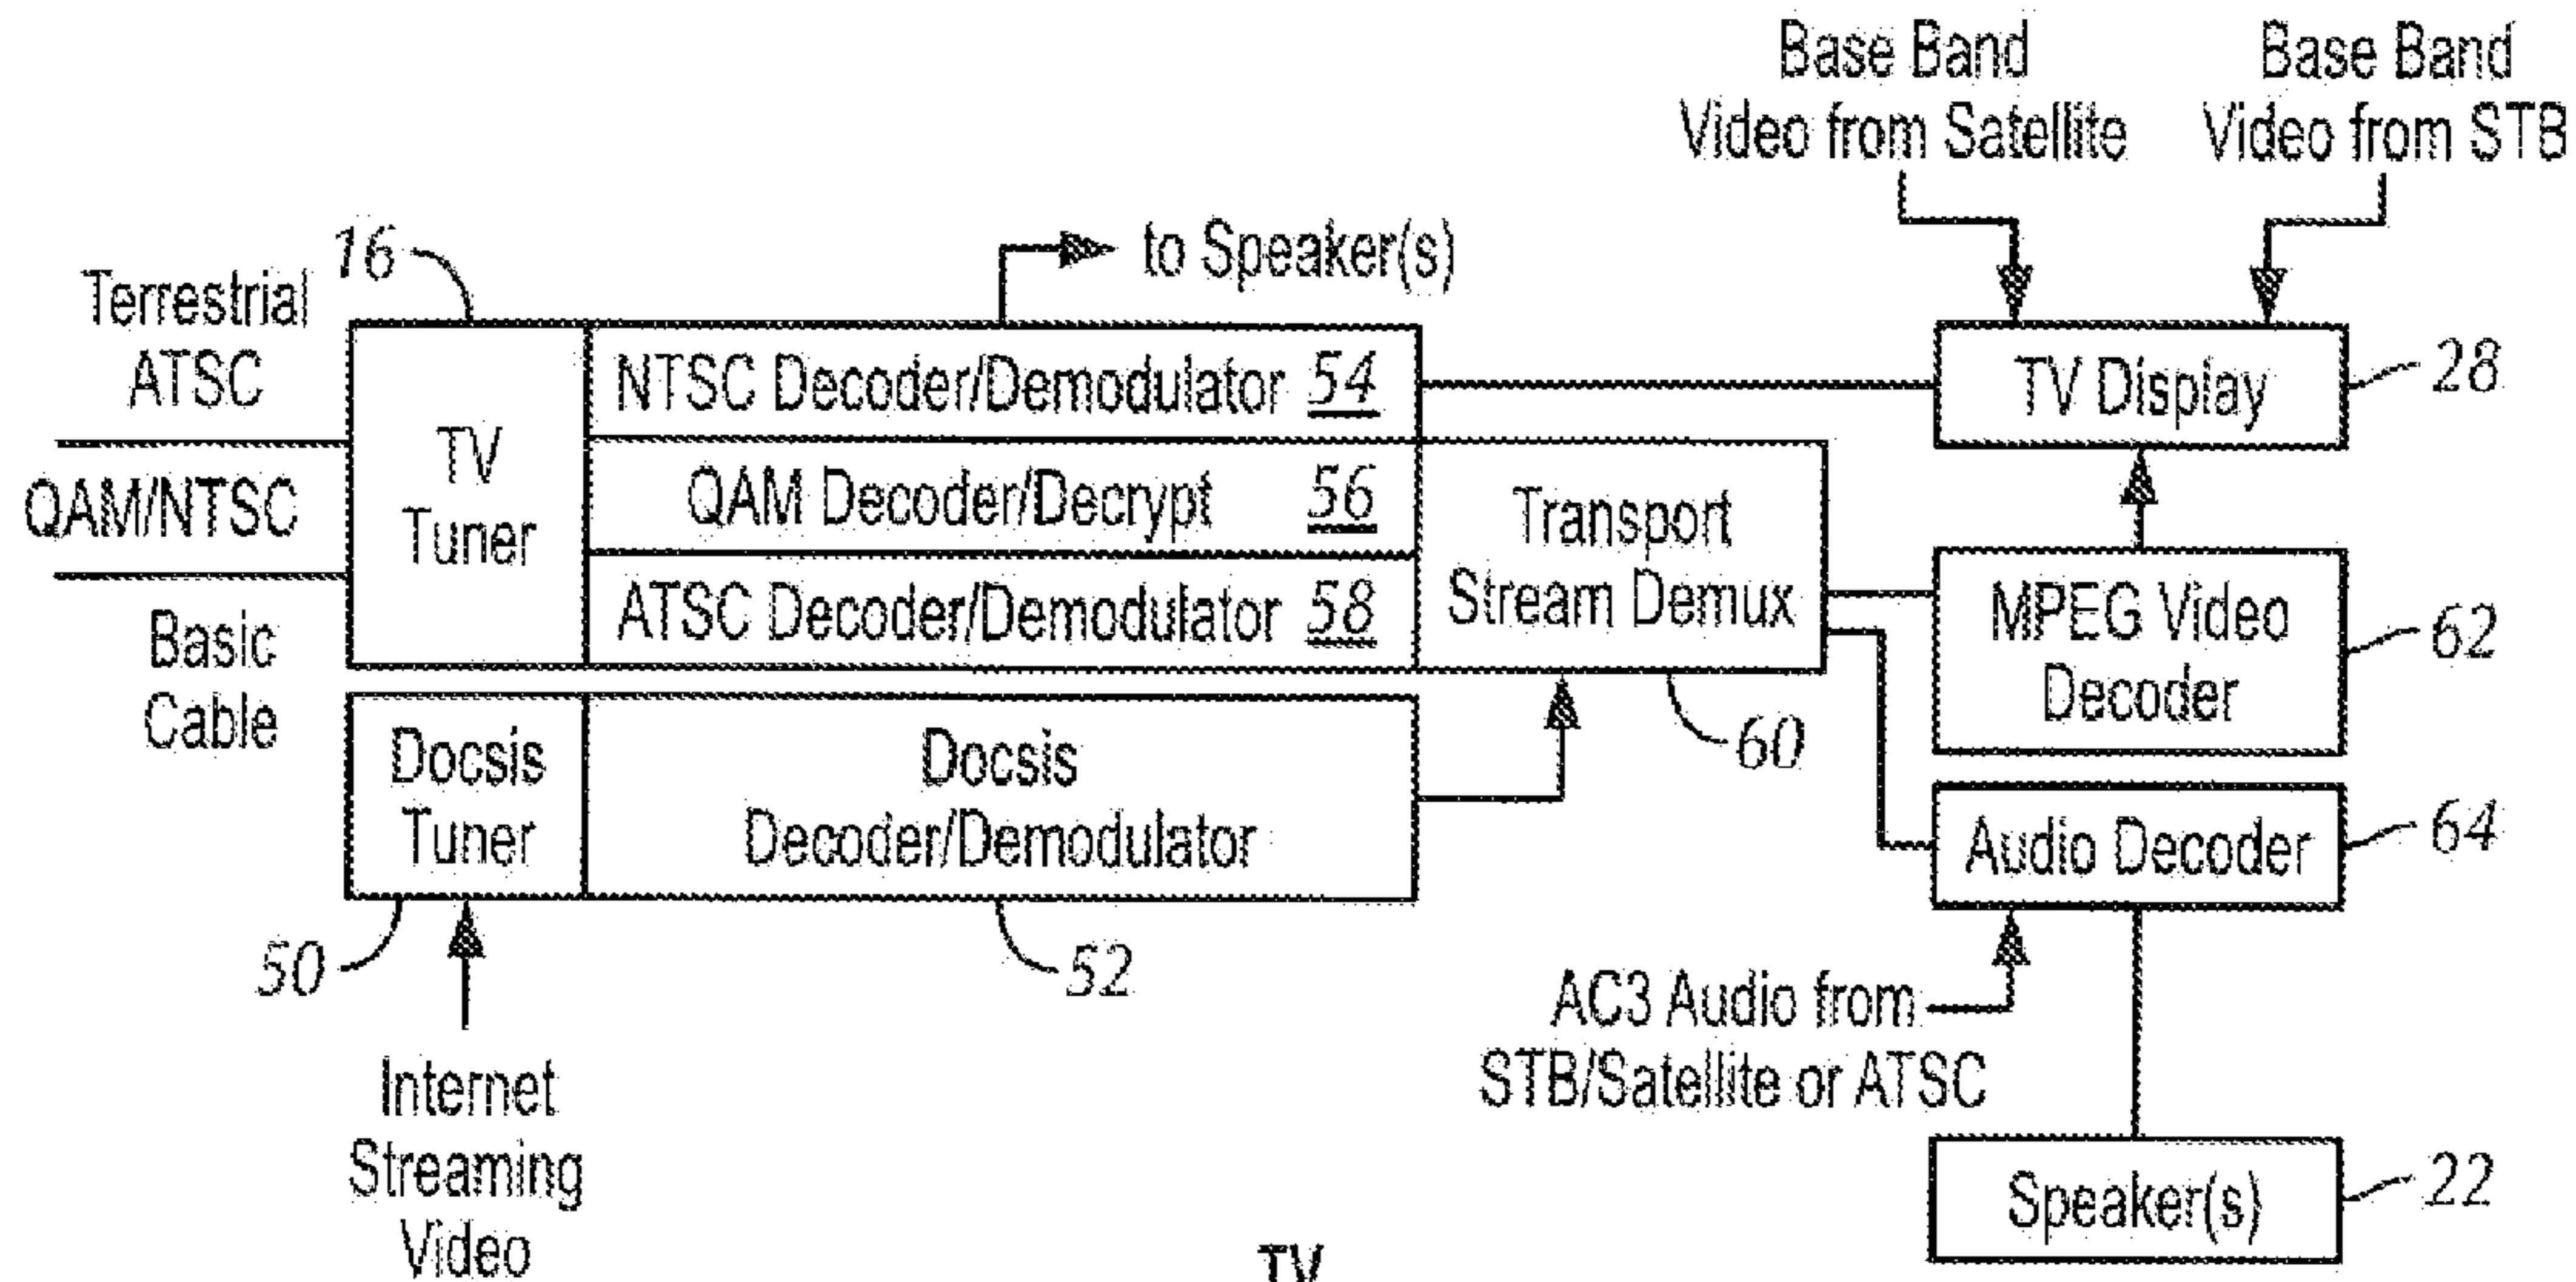 Base Band
Video from Satellite
Base Band
Video from STB
to Speaker(s)
16
Terrestrial
ATSC
QAM/NTSC
Basic
Cable
TV
Tuner
NTSC Decoder/Demodulator 54
QAM Decoder/Decrypt 56
ATSC Decoder/Demodulator 58
Transport
Stream Demux
60
TV Display
28
MPEG Video
Decoder
62
Docsis
Tuner
50
Docsis
Decoder/Demodulator
52
Audio Decoder
64
Internet
Streaming
Video
AC3 Audio from
STB/Satellite or ATSC
Speaker(s)
22
TV